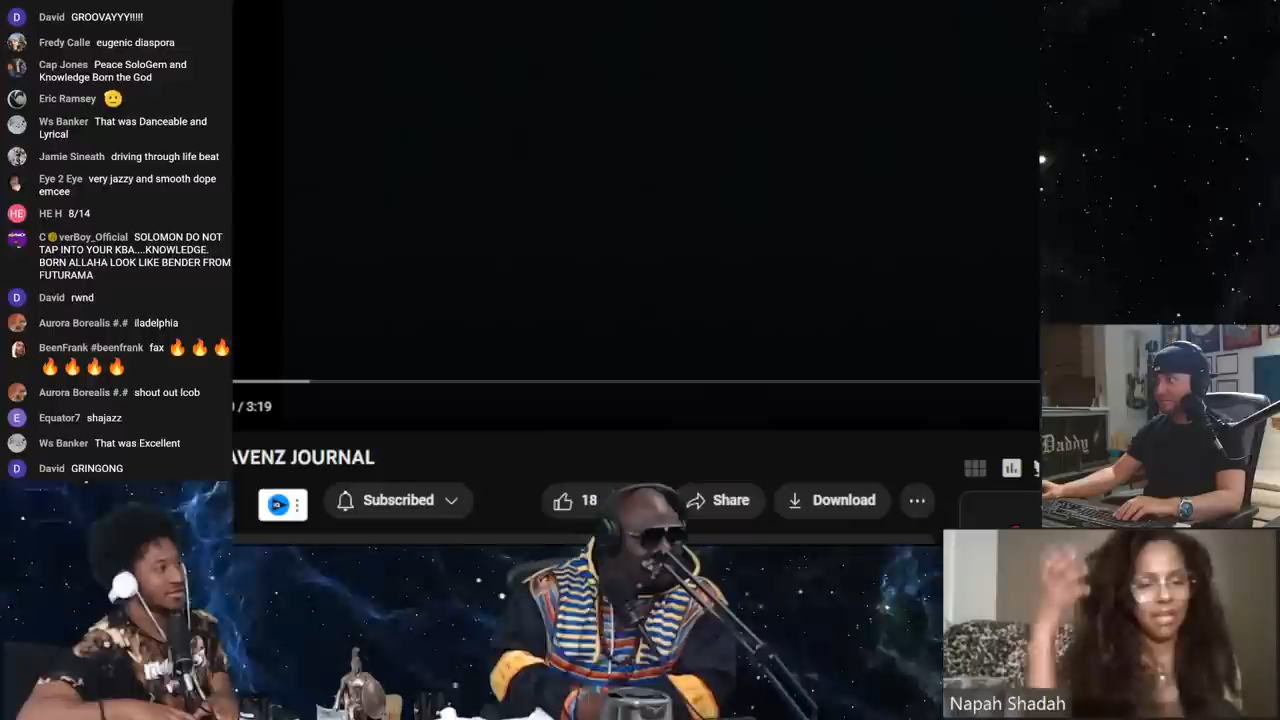 D David GROOVAYYY!!!!!
Fredy Calle eugenic diaspora
Cap Jones Peace SoloGem and
Knowledge Born the God
Eric Ramsey
Ws Banker That was Danceable and
Lyrical
Jamie Sineath driving through life beat
Eye 2 Eye very jazzy and smooth dope
emcee
HE HE H 8/14
C verBoy_Official SOLOMON DO NOT
TAP INTO YOUR KBA....KNOWLEDGE.
BORN ALLAHA LOOK LIKE BENDER FROM
FUTURAMA
D David rwnd
Aurora Borealis #.# iladelphia
BeenFrank #beenfrank fax
Aurora Borealis #.# shout out lcob
E Equator7 shajazz
Ws Banker That was Excellent
D David GRINGONG
/ 3:19
AVENZ JOURNAL
Subscribed
18
Share
Download
Daddy
Napah Shadah